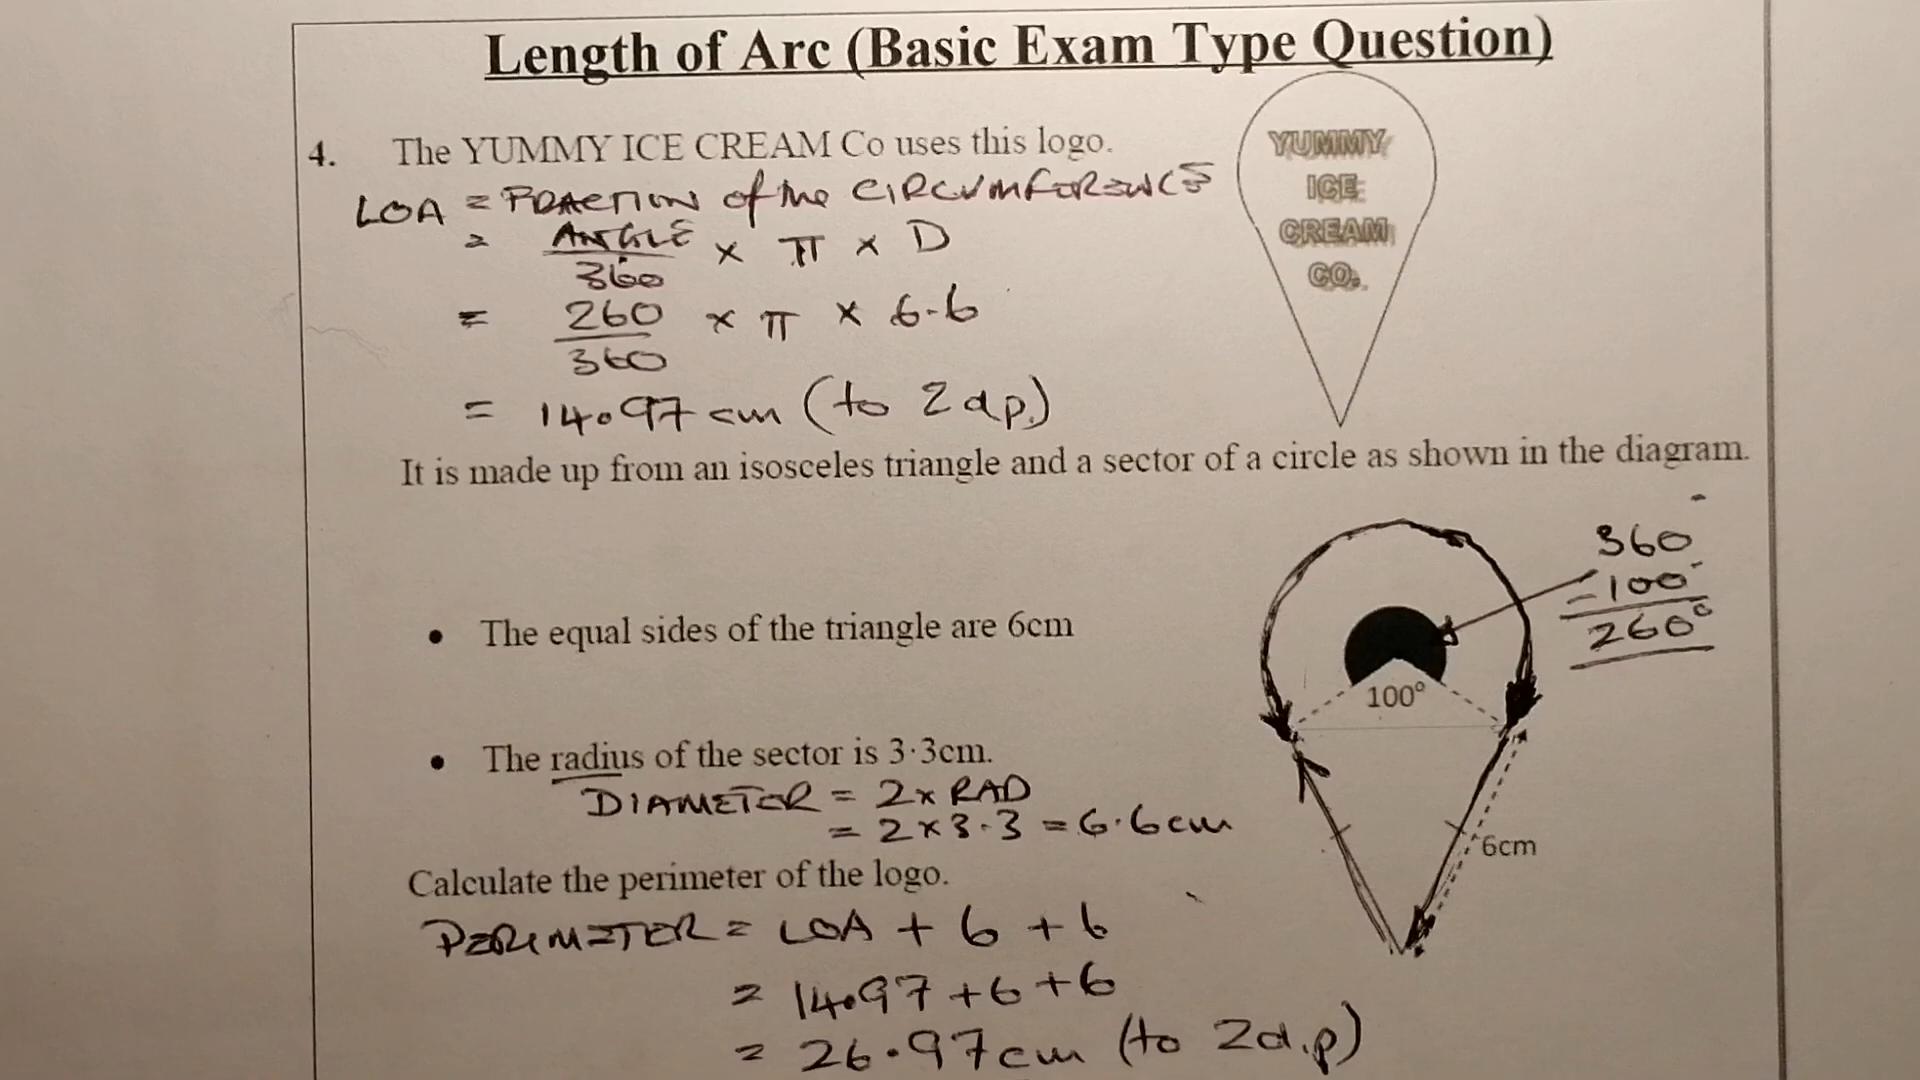 Length of Arc (Basic Exam Type Question)
4. The YUMMY ICE CREAM Co uses this logo.
YUMMY
ICE
CREAM
CO.
LOA = FRACTION of the CIRCUMFERENCE
= ANGLE/360 × π × D
= 260/360 × π × 6.6
= 14.97 cm (to 2 d.p.)
It is made up from an isosceles triangle and a sector of a circle as shown in the diagram.
360
-100
260°
• The equal sides of the triangle are 6cm
100°
• The radius of the sector is 3·3cm.
DIAMETER = 2 × RAD
= 2 × 3.3 = 6.6cm
6cm
Calculate the perimeter of the logo.
PERIMETER = LOA + 6 + 6
= 14.97 + 6 + 6
= 26.97cm (to 2d.p)